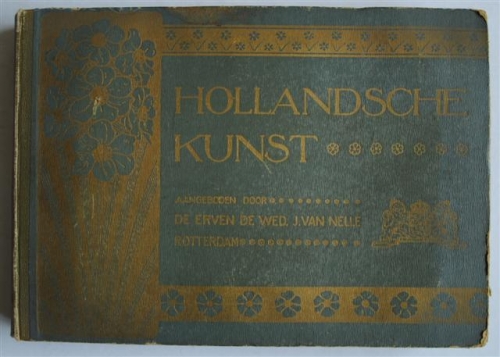 HOLLANDSCHE
KUNST
AANGEBODEN DOOR
DE ERVEN DE WED. J. VAN NELLE
ROTTERDAM